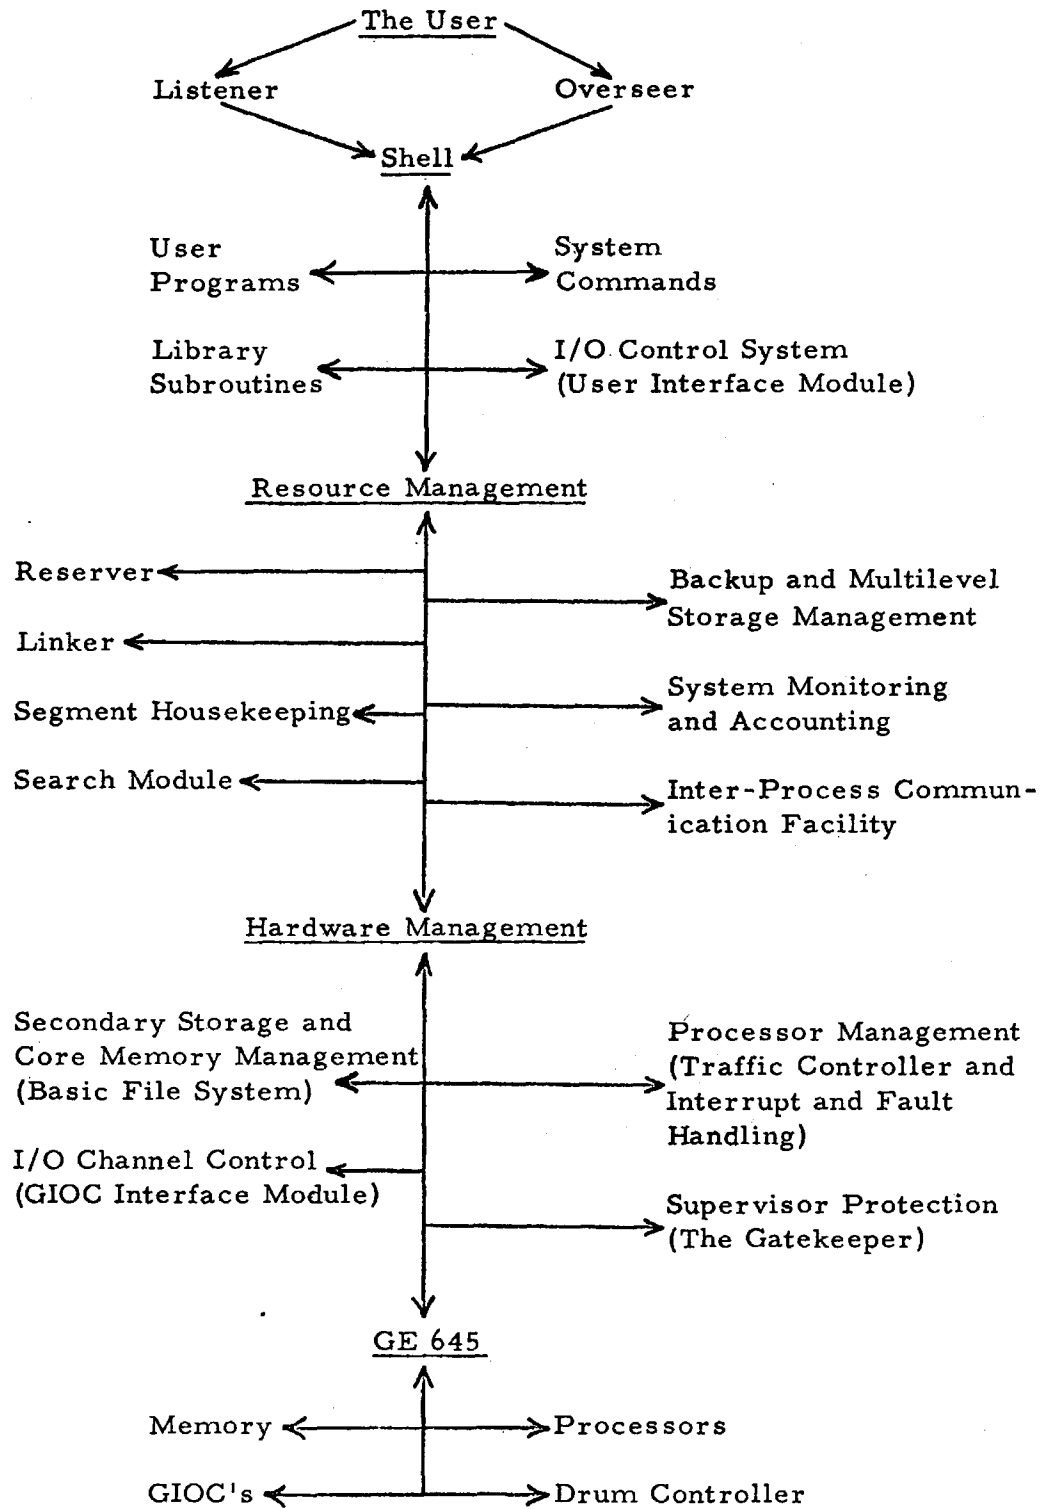 The User
Listener
Overseer
Shell
User
Programs
System
Commands
Library
Subroutines
I/O Control System
(User Interface Module)
Resource Management
Reserver
Backup and Multilevel
Storage Management
Linker
System Monitoring
and Accounting
Segment Housekeeping
Search Module
Inter-Process Commun-
ication Facility
Hardware Management
Secondary Storage and
Core Memory Management
(Basic File System)
Processor Management
(Traffic Controller and
Interrupt and Fault
Handling)
I/O Channel Control
(GIOC Interface Module)
Supervisor Protection
(The Gatekeeper)
GE 645
Memory
Processors
GIOC's
Drum Controller